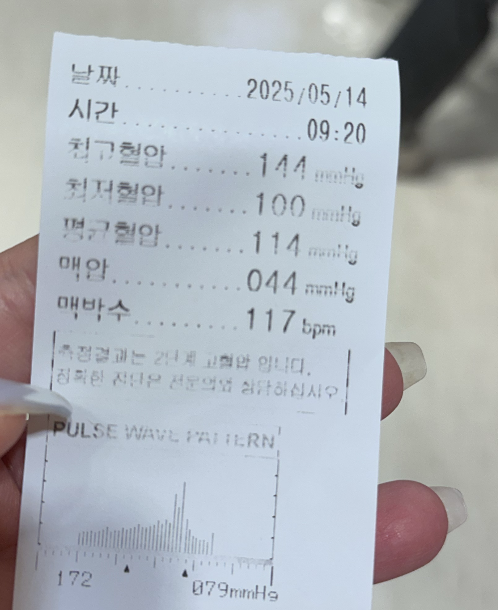 날짜..........2025/05/14
시간................09:20
최고혈압........144 mmHg
최저혈압.......100 mmHg
평균혈압.......114 mmHg
맥압...........044 mmHg
맥박수.........117 bpm
측정결과는 2단계 고혈압 입니다.
정확한 진단은 전문의와 상담하십시오
PULSE WAVE PATTERN
172 079mmHg